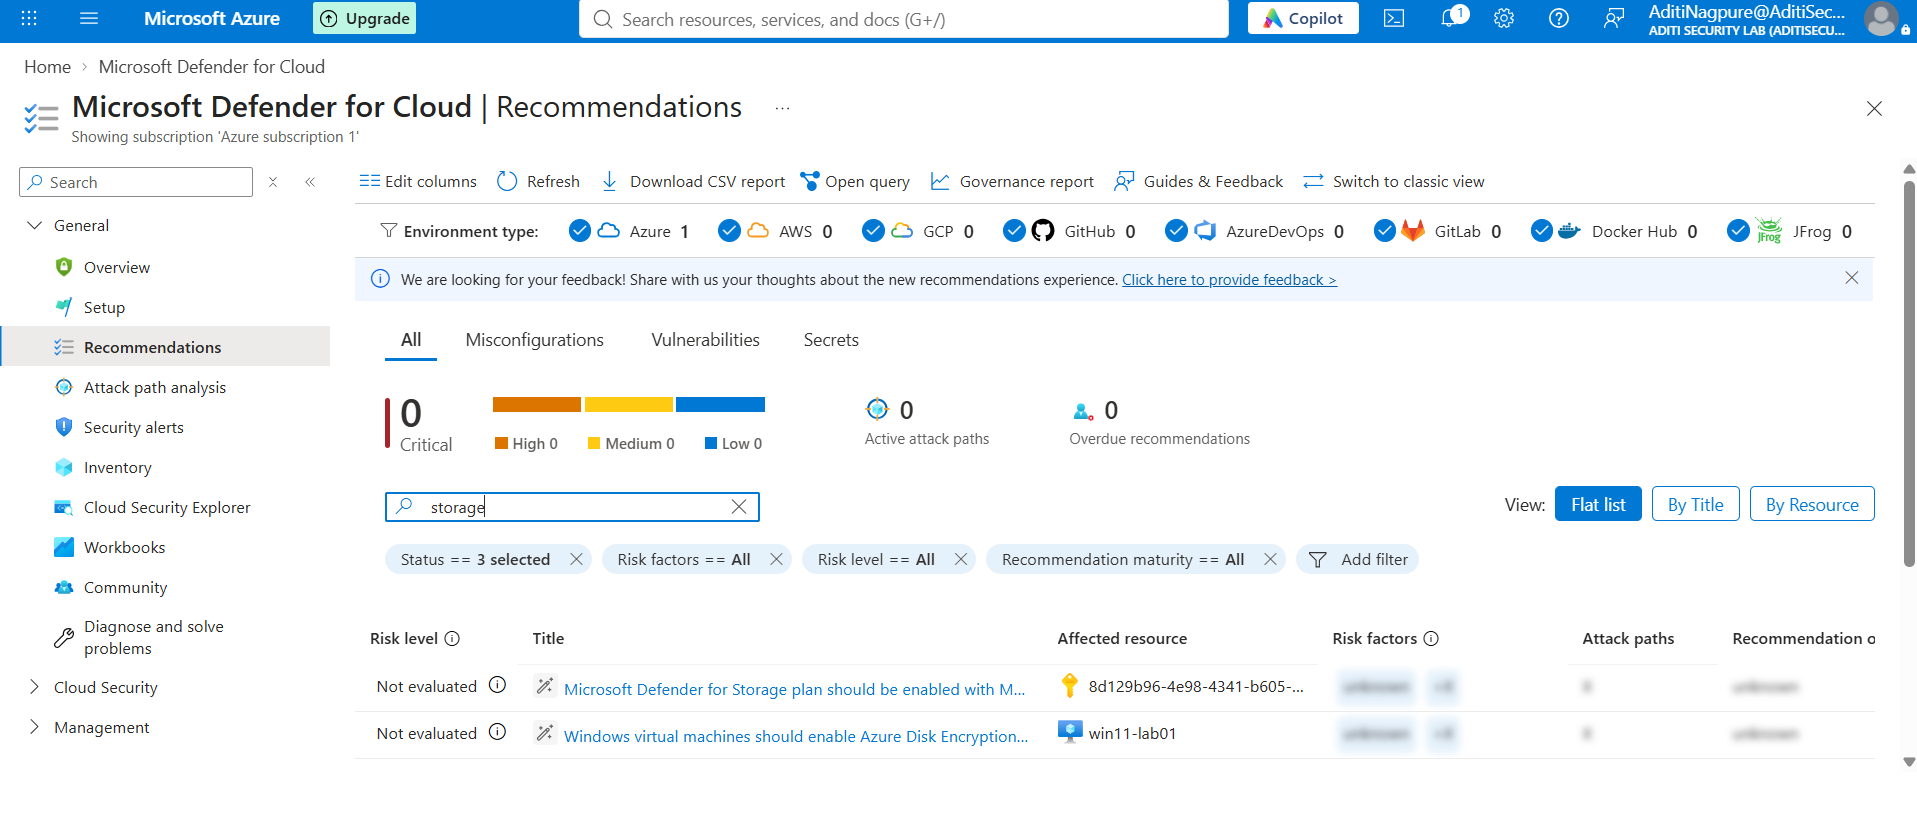 Microsoft Azure
Upgrade
Search resources, services, and docs (G+/)
Copilot
1
AditiNagpure@AditiSec...
ADITI SECURITY LAB (ADITISECU...
Home > Microsoft Defender for Cloud
Microsoft Defender for Cloud | Recommendations ...
Showing subscription 'Azure subscription 1'
Search
General
Overview
Setup
Recommendations
Attack path analysis
Security alerts
Inventory
Cloud Security Explorer
Workbooks
Community
Diagnose and solve
problems
Cloud Security
Management
Edit columns Refresh Download CSV report Open query Governance report Guides & Feedback Switch to classic view
Environment type: Azure 1 AWS 0 GCP 0 GitHub 0 AzureDevOps 0 GitLab 0 Docker Hub 0 JFrog JFrog 0
We are looking for your feedback! Share with us your thoughts about the new recommendations experience. Click here to provide feedback >
All Misconfigurations Vulnerabilities Secrets
0
Critical
High 0 Medium 0 Low 0
0
Active attack paths
0
Overdue recommendations
storage
View: Flat list By Title By Resource
Status == 3 selected Risk factors == All Risk level == All Recommendation maturity == All Add filter
Risk level Title Affected resource Risk factors Attack paths Recommendation o
Not evaluated Microsoft Defender for Storage plan should be enabled with M... 8d129b96-4e98-4341-b605-...
Not evaluated Windows virtual machines should enable Azure Disk Encryption... win11-lab01